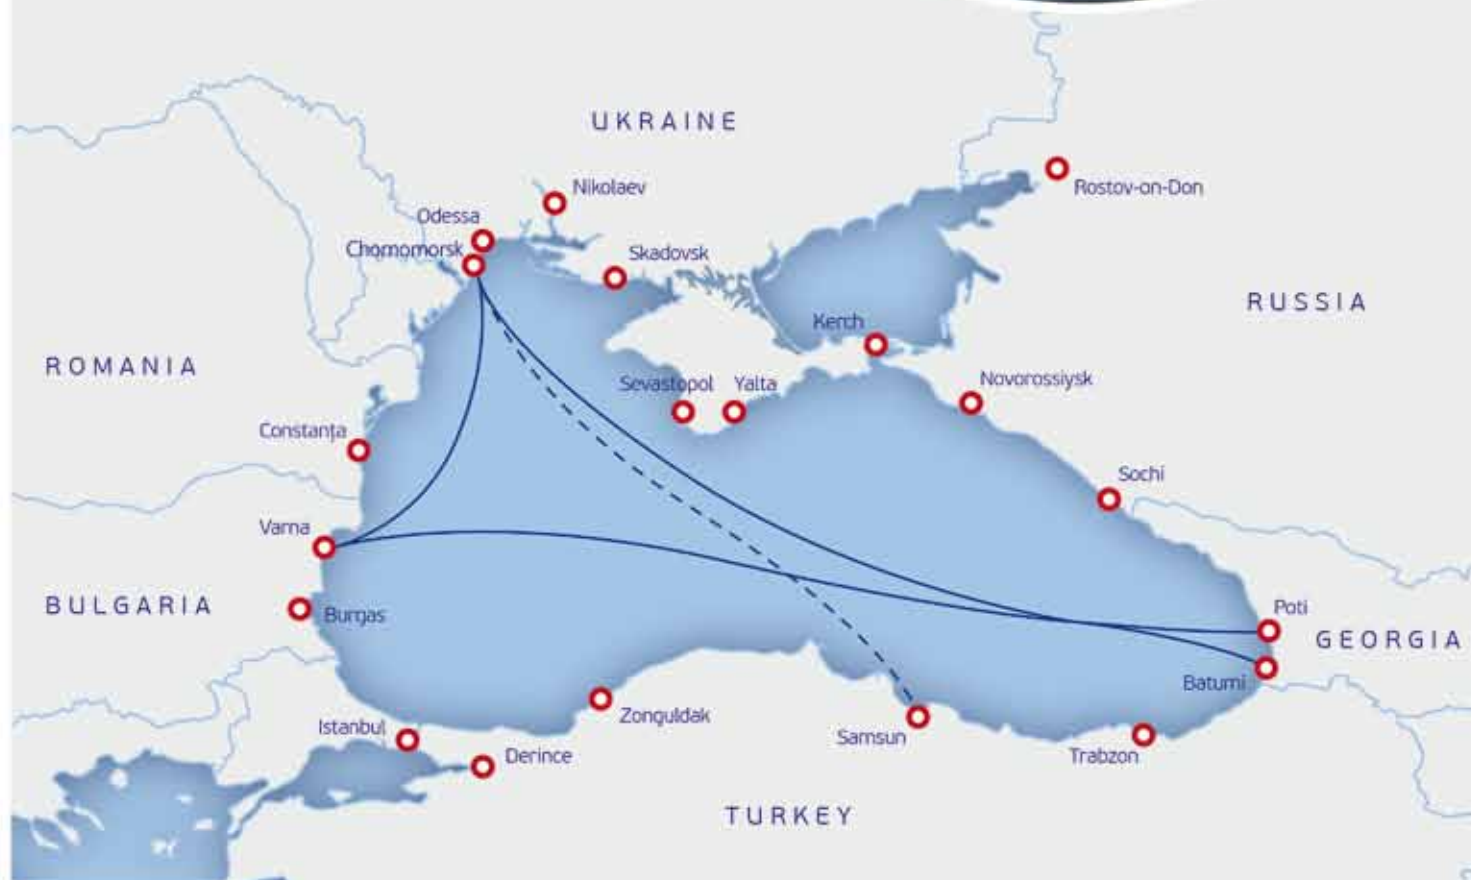 UKRAINE
Nikolaev
Rostov-on-Don
Odessa
Chornomorsk
Skadovsk
RUSSIA
Kerch
ROMANIA
Sevastopol
Yalta
Novorossiysk
Constanța
Sochi
Varna
BULGARIA
Burgas
Poti
GEORGIA
Batumi
Istanbul
Zonguldak
Samsun
Derince
Trabzon
TURKEY